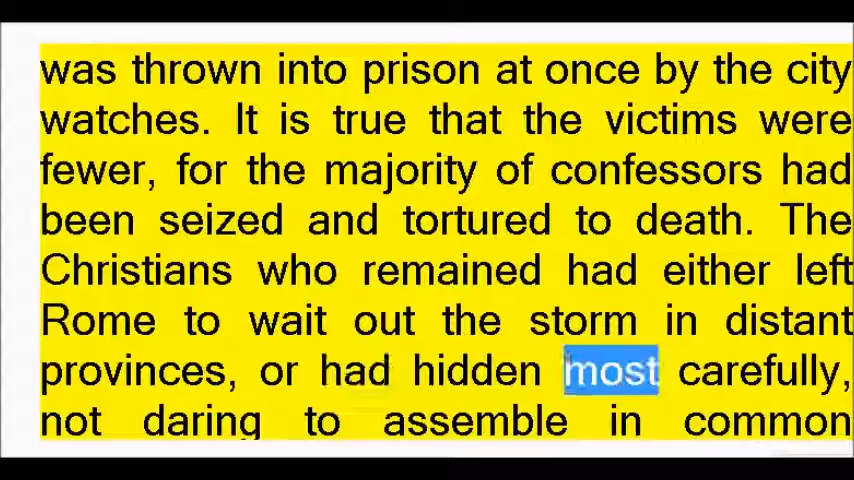 was thrown into prison at once by the city
watches. It is true that the victims were
fewer, for the majority of confessors had
been seized and tortured to death. The
Christians who remained had either left
Rome to wait out the storm in distant
provinces, or had hidden most carefully,
not daring to assemble in common